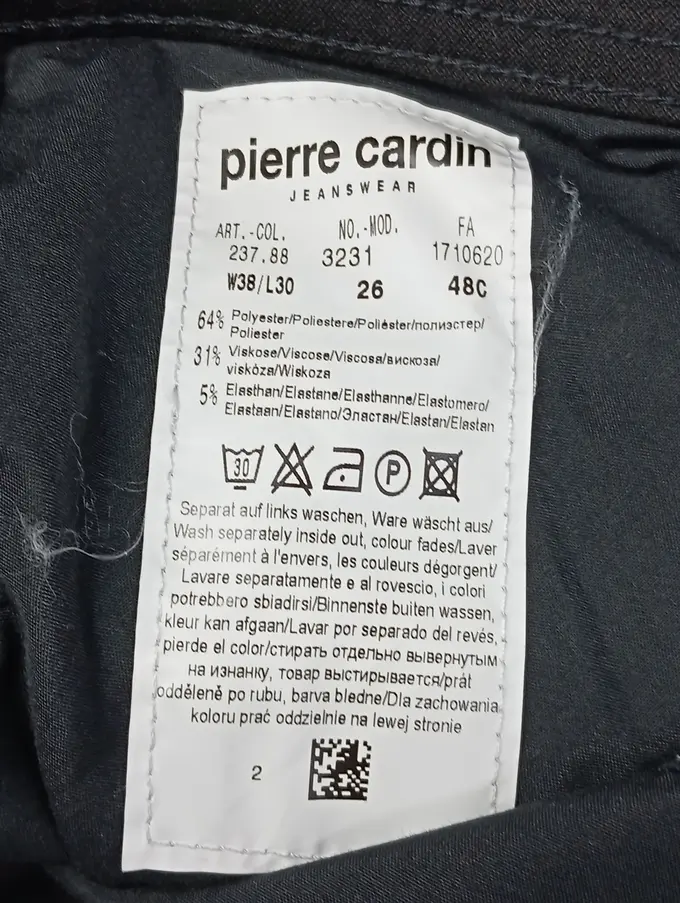 pierre cardin
JEANSWEAR
ART.-COL. NO.-MOD. FA
237.88 3231 1710620
W38/L30 26 48C
64% Polyester/Poliestere/Poliéster/полиэстер/
Poliester
31% Viskose/Viscose/Viscosa/вискоза/
viskóza/Wiskoza
5% Elasthan/Elastane/Elasthanne/Elastomero/
Elastaan/Elastano/Эластан/Elastan/Elastan
30 P
Separat auf links waschen, Ware wäscht aus/
Wash separately inside out, colour fades/Laver
séparément à l'envers, les couleurs dégorgent/
Lavare separatamente e al rovescio, i colori
potrebbero sbiadirsi/Binnenste buiten wassen,
kleur kan afgaan/Lavar por separado del revés,
pierde el color/стирать отдельно вывернутым
на изнанку, товар выстирывается/prát
odděleně po rubu, barva bledne/Dla zachowania
koloru prać oddzielnie na lewej stronie
2